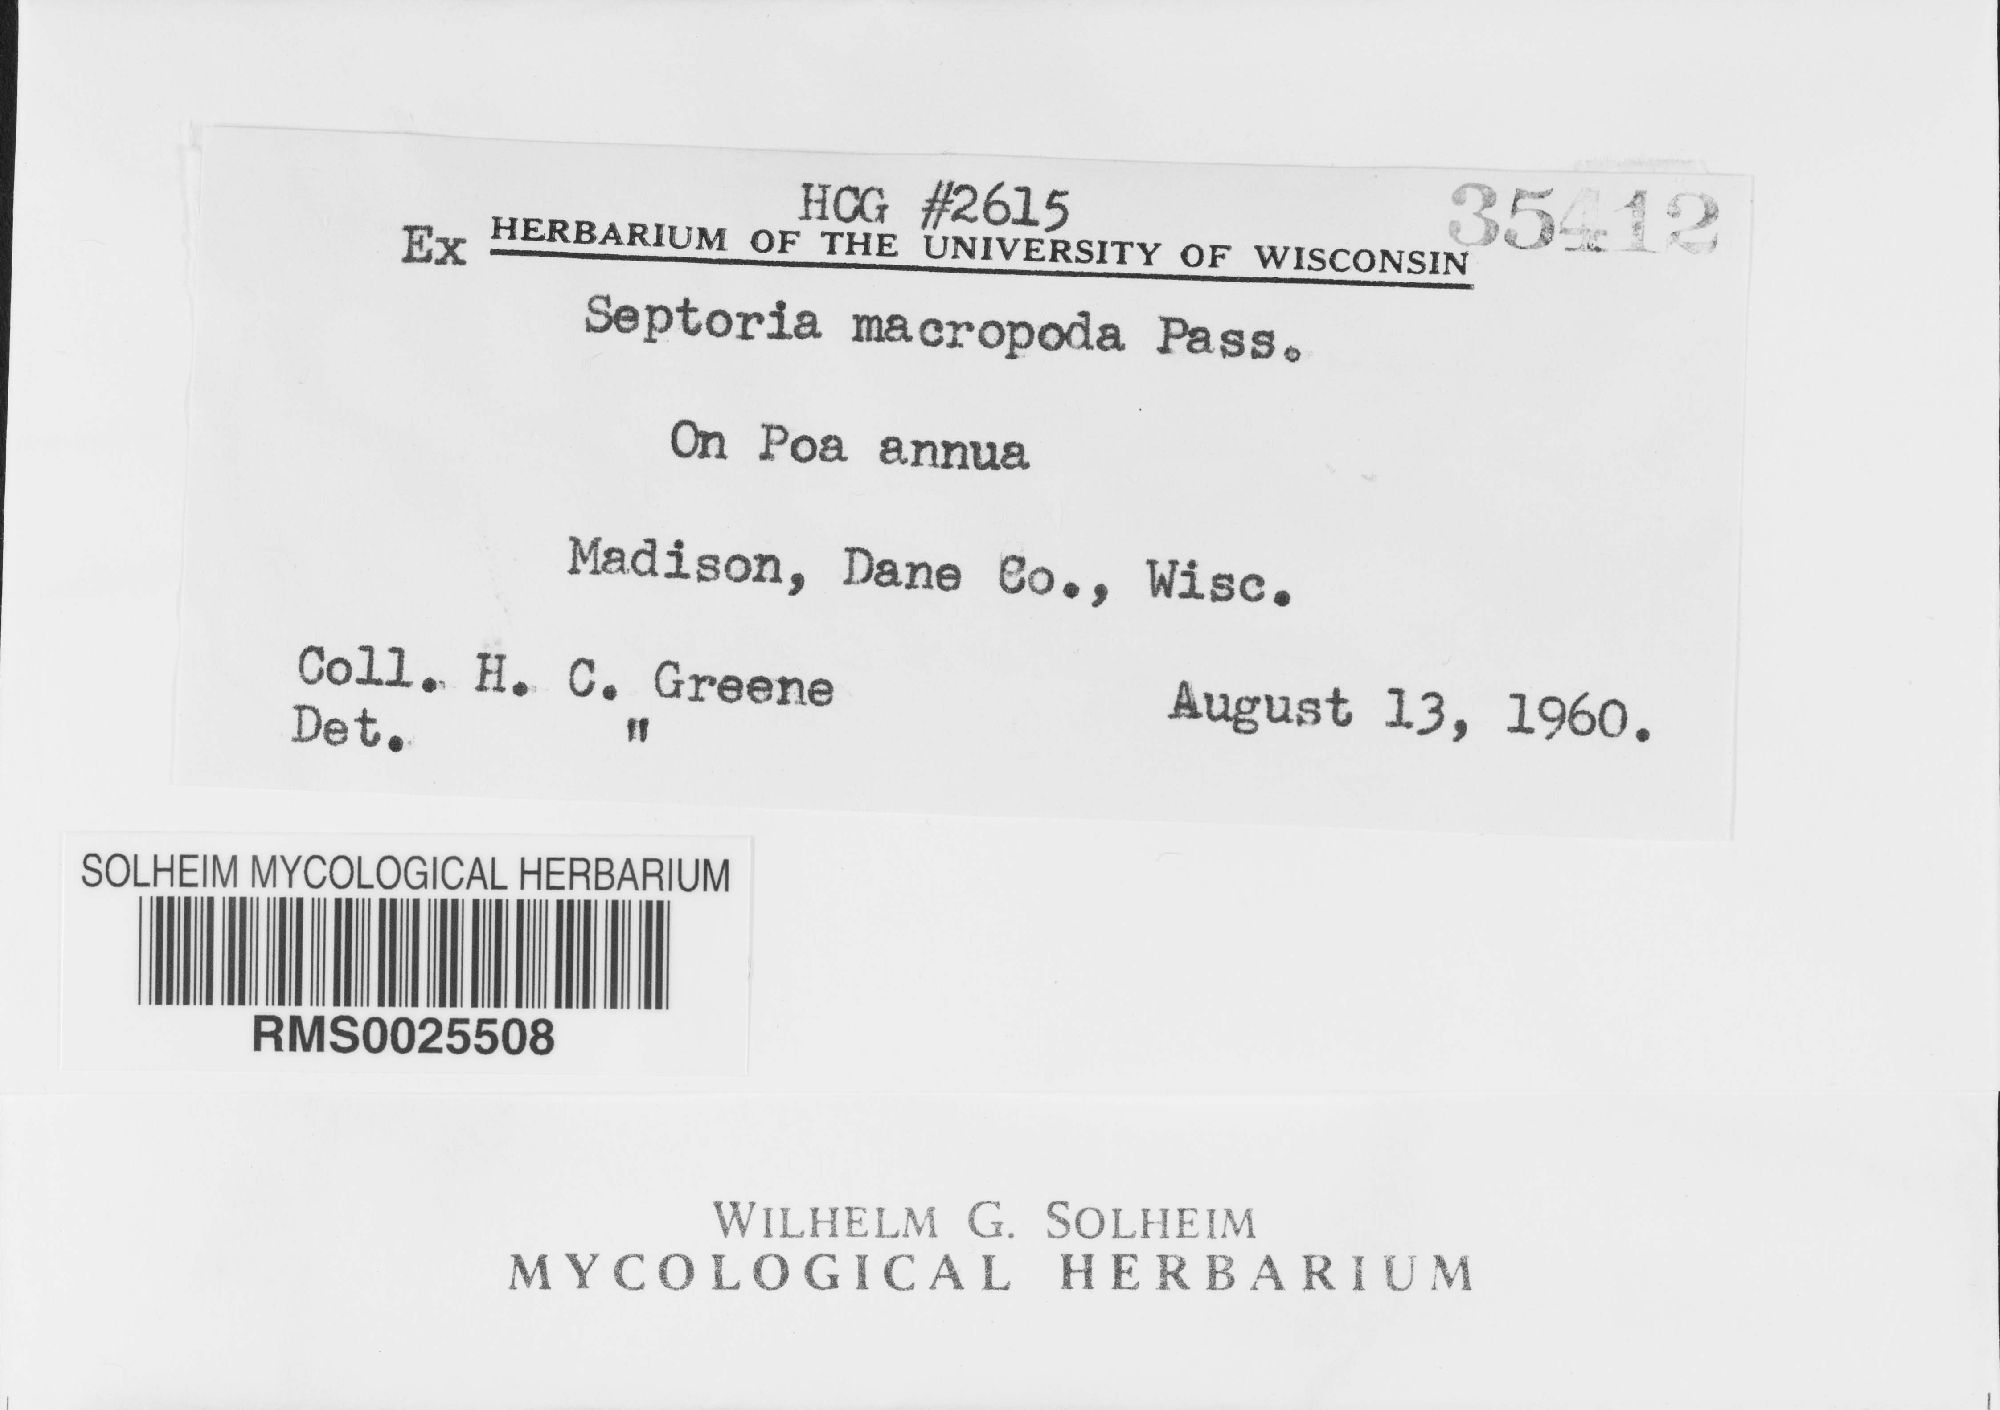 HCG #2615
35412
Ex HERBARIUM OF THE UNIVERSITY OF WISCONSIN
Septoria macropoda Pass.
On Poa annua
Madison, Dane Co., Wisc.
Coll. H. C. Greene
August 13, 1960.
Det. "
SOLHEIM MYCOLOGICAL HERBARIUM
RMS0025508
WILHELM G. SOLHEIM
MYCOLOGICAL HERBARIUM